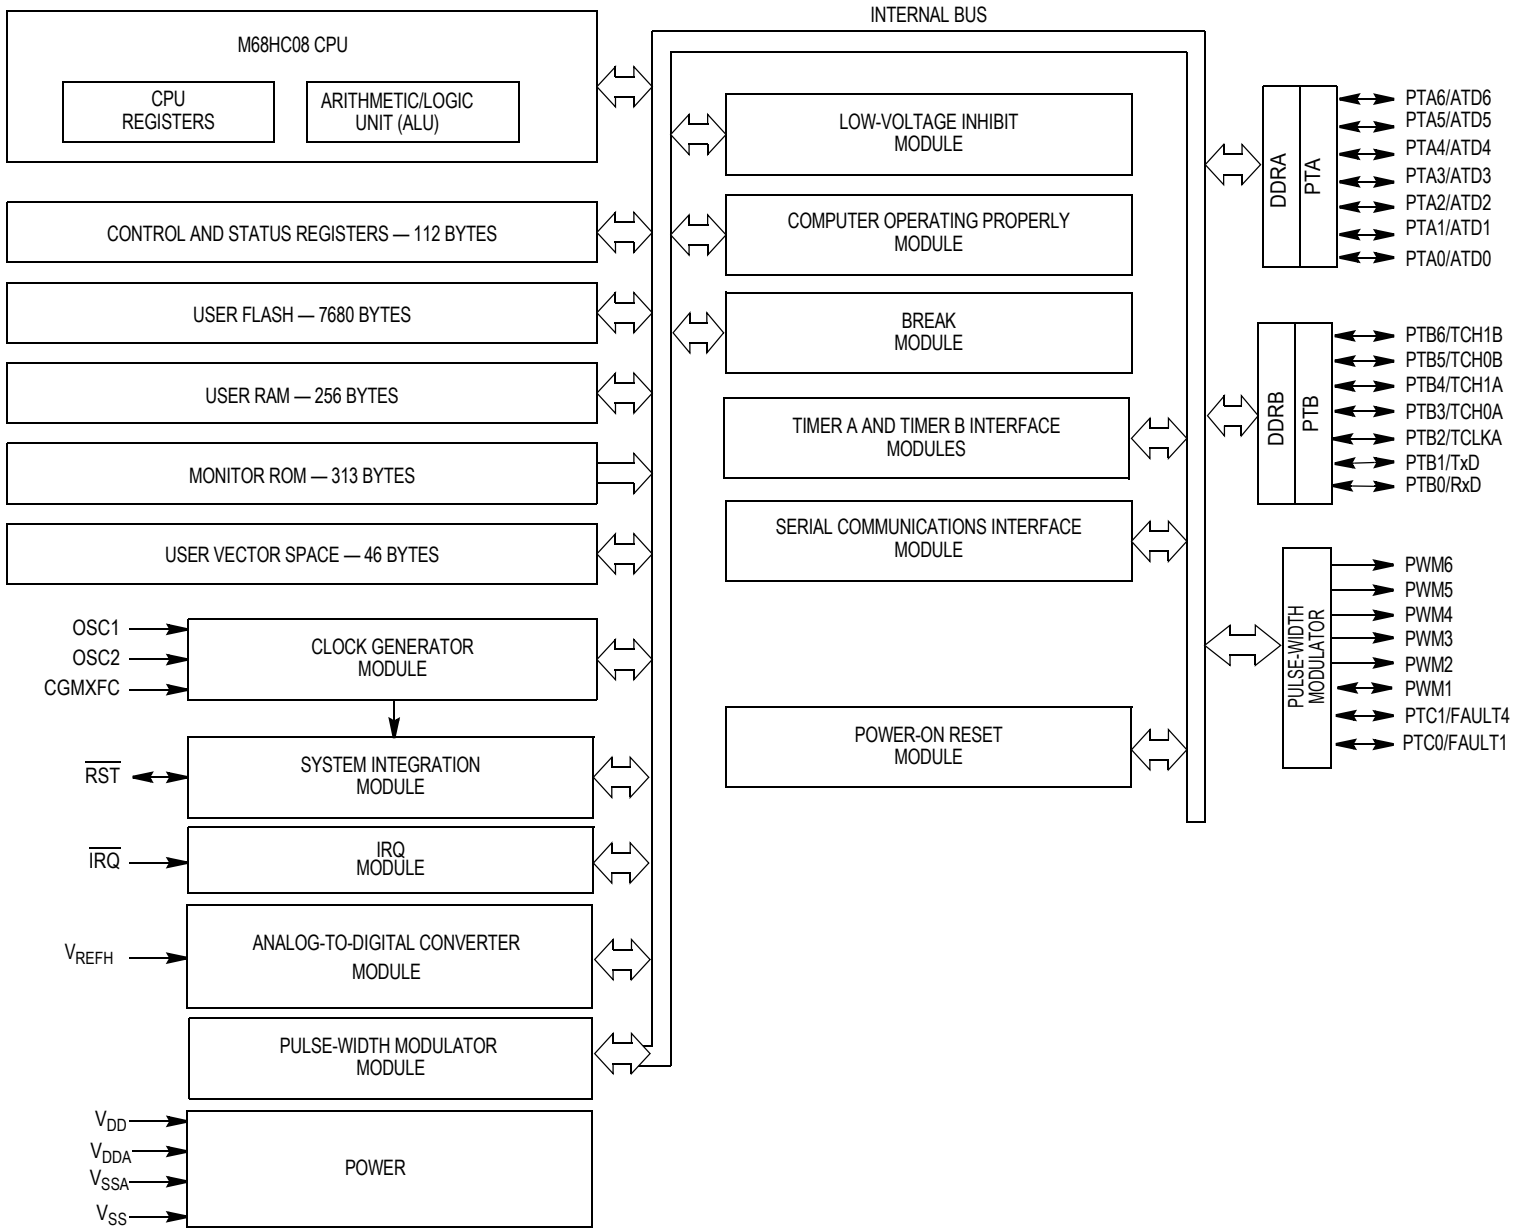 INTERNAL BUS
M68HC08 CPU
CPU
REGISTERS
ARITHMETIC/LOGIC
UNIT (ALU)
CONTROL AND STATUS REGISTERS — 112 BYTES
USER FLASH — 7680 BYTES
USER RAM — 256 BYTES
MONITOR ROM — 313 BYTES
USER VECTOR SPACE — 46 BYTES
OSC1
OSC2
CGMXFC
CLOCK GENERATOR
MODULE
RST
SYSTEM INTEGRATION
MODULE
IRQ
IRQ
MODULE
VREFH
ANALOG-TO-DIGITAL CONVERTER
MODULE
PULSE-WIDTH MODULATOR
MODULE
VDD
VDDA
VSSA
VSS
POWER
LOW-VOLTAGE INHIBIT
MODULE
COMPUTER OPERATING PROPERLY
MODULE
BREAK
MODULE
TIMER A AND TIMER B INTERFACE
MODULES
SERIAL COMMUNICATIONS INTERFACE
MODULE
POWER-ON RESET
MODULE
DDRA
PTA
PTA6/ATD6
PTA5/ATD5
PTA4/ATD4
PTA3/ATD3
PTA2/ATD2
PTA1/ATD1
PTA0/ATD0
DDRB
PTB
PTB6/TCH1B
PTB5/TCH0B
PTB4/TCH1A
PTB3/TCH0A
PTB2/TCLKA
PTB1/TxD
PTB0/RxD
PULSE-WIDTH
MODULATOR
PWM6
PWM5
PWM4
PWM3
PWM2
PWM1
PTC1/FAULT4
PTC0/FAULT1